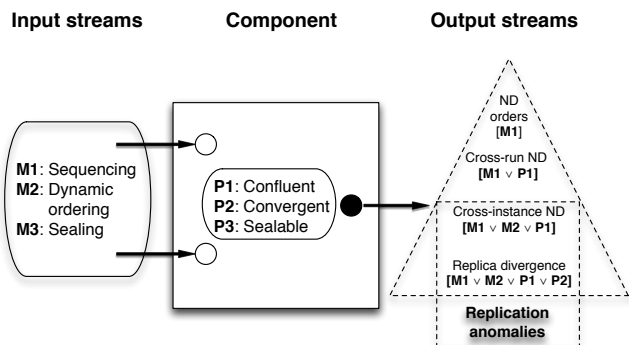 Input streams
Component
Output streams
M1: Sequencing
M2: Dynamic
ordering
M3: Sealing
P1: Confluent
P2: Convergent
P3: Sealable
ND
orders
[M1]
Cross-run ND
[M1 ∨ P1]
Cross-instance ND
[M1 ∨ M2 ∨ P1]
Replica divergence
[M1 ∨ M2 ∨ P1 ∨ P2]
Replication
anomalies